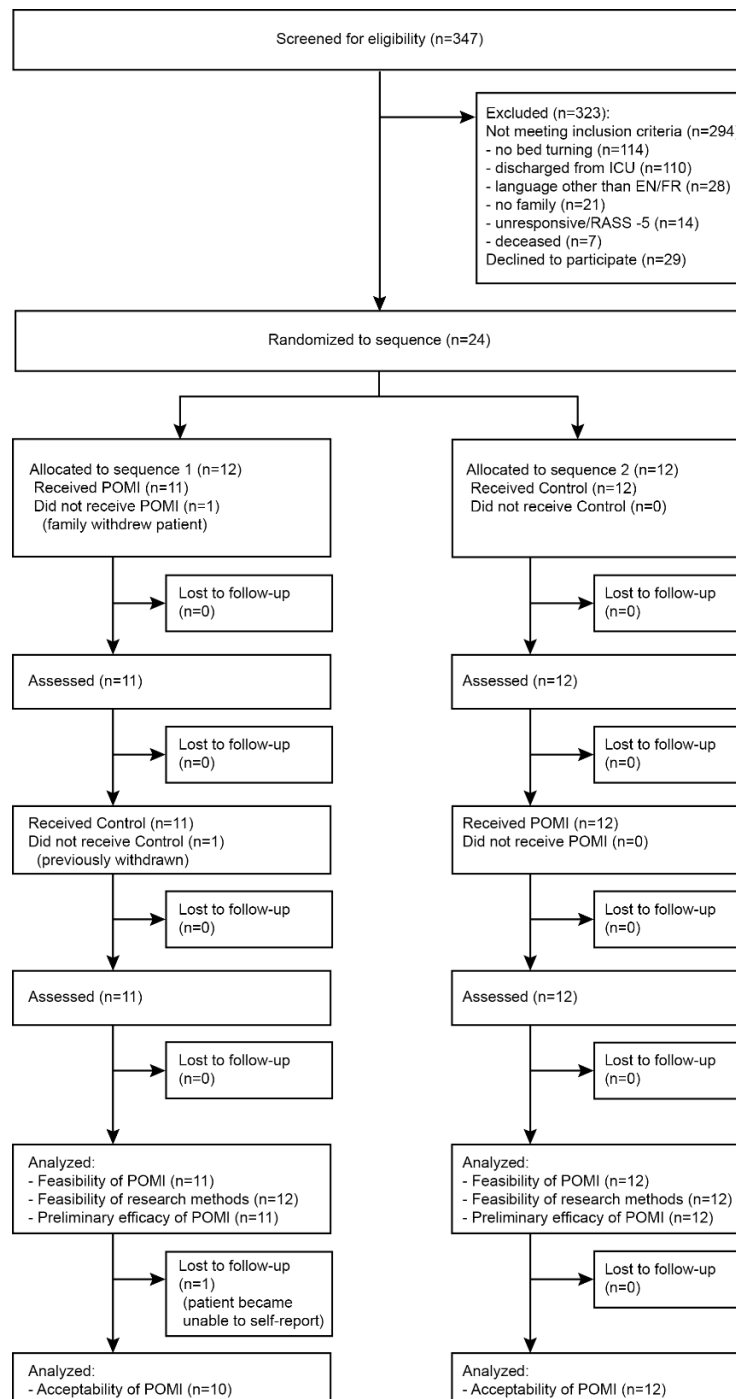 Screened for eligibility (n=347)
Excluded (n=323):
Not meeting inclusion criteria (n=294)
- no bed turning (n=114)
- discharged from ICU (n=110)
- language other than EN/FR (n=28)
- no family (n=21)
- unresponsive/RASS -5 (n=14)
- deceased (n=7)
Declined to participate (n=29)
Randomized to sequence (n=24)
Allocated to sequence 1 (n=12)
Received POMI (n=11)
Did not receive POMI (n=1)
(family withdrew patient)
Allocated to sequence 2 (n=12)
Received Control (n=12)
Did not receive Control (n=0)
Lost to follow-up
(n=0)
Lost to follow-up
(n=0)
Assessed (n=11)
Assessed (n=12)
Lost to follow-up
(n=0)
Lost to follow-up
(n=0)
Received Control (n=11)
Did not receive Control (n=1)
(previously withdrawn)
Received POMI (n=12)
Did not receive POMI (n=0)
Lost to follow-up
(n=0)
Lost to follow-up
(n=0)
Assessed (n=11)
Assessed (n=12)
Lost to follow-up
(n=0)
Lost to follow-up
(n=0)
Analyzed:
- Feasibility of POMI (n=11)
- Feasibility of research methods (n=12)
- Preliminary efficacy of POMI (n=11)
Analyzed:
- Feasibility of POMI (n=12)
- Feasibility of research methods (n=12)
- Preliminary efficacy of POMI (n=12)
Lost to follow-up
(n=1)
(patient became
unable to self-report)
Lost to follow-up
(n=0)
Analyzed:
- Acceptability of POMI (n=10)
Analyzed:
- Acceptability of POMI (n=12)